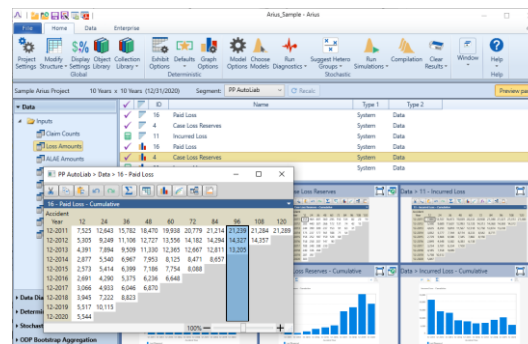 Arius_Sample - Arius
File Home Data Enterprise
Project Settings
Modify Structure
Display Settings
Object Library
Collection Library
Exhibit Options
Defaults
Graph Options
Model Options
Choose Models
Run Diagnostics
Suggest Hetero Groups
Run Simulations
Compilation
Clear Results
Window
Help
Global Deterministic Stochastic Help
Sample Arius Project 10 Years x 10 Years (12/31/2020) Segment: PP AutoLiab Recalc Preview pa
Data
ID Name Type 1 Type 2
Inputs
16 Paid Loss System Data
Claim Counts
4 Case Loss Reserves System Data
Loss Amounts
11 Incurred Loss System Data
ALAE Amounts
16 Paid Loss System Data
4 Case Loss Reserves System Data
PP AutoLiab > Data > 16 - Paid Loss
Data > 11 - Incurred Loss
16 - Paid Loss - Cumulative
Accident
Year 12 24 36 48 60 72 84 96 108 120
12-2011 7,525 12,643 15,782 18,470 19,938 20,779 21,214 21,239 21,284 21,289
12-2012 5,305 9,249 11,106 12,727 13,556 14,182 14,294 14,327 14,357
12-2013 4,391 7,894 9,509 11,330 12,365 12,667 12,811 13,205
12-2014 2,877 5,540 6,967 7,953 8,125 8,471 8,657
12-2015 2,573 5,414 6,399 7,186 7,754 8,088
12-2016 2,691 4,290 5,375 6,236 6,648
12-2017 3,066 4,933 6,046 6,870
12-2018 3,945 7,222 8,823
12-2019 5,517 10,115
12-2020 5,544
100%
Loss Reserves - Cumulative
Data > Incurred Loss - Cumulative
Data Dia
Determin
Stochast
ODP Bootstrap Aggregation